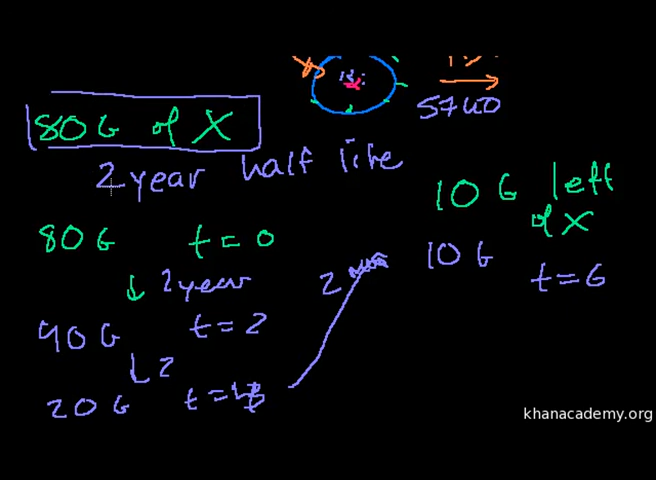 5740
80 G of X
2 year half life
10 G left
of X
80 G t = 0
↓ 2 year
10 G
t = 6
2
40 G t = 2
↓ 2
20 G t = 4
khanacademy.org